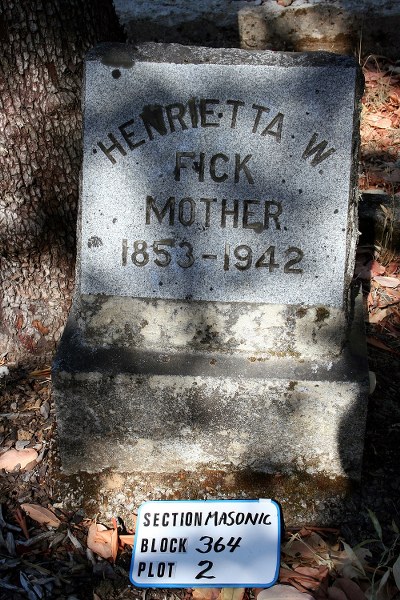 HENRIETTA W.
FICK
MOTHER
1853-1942
SECTION MASONIC
BLOCK 364
PLOT 2